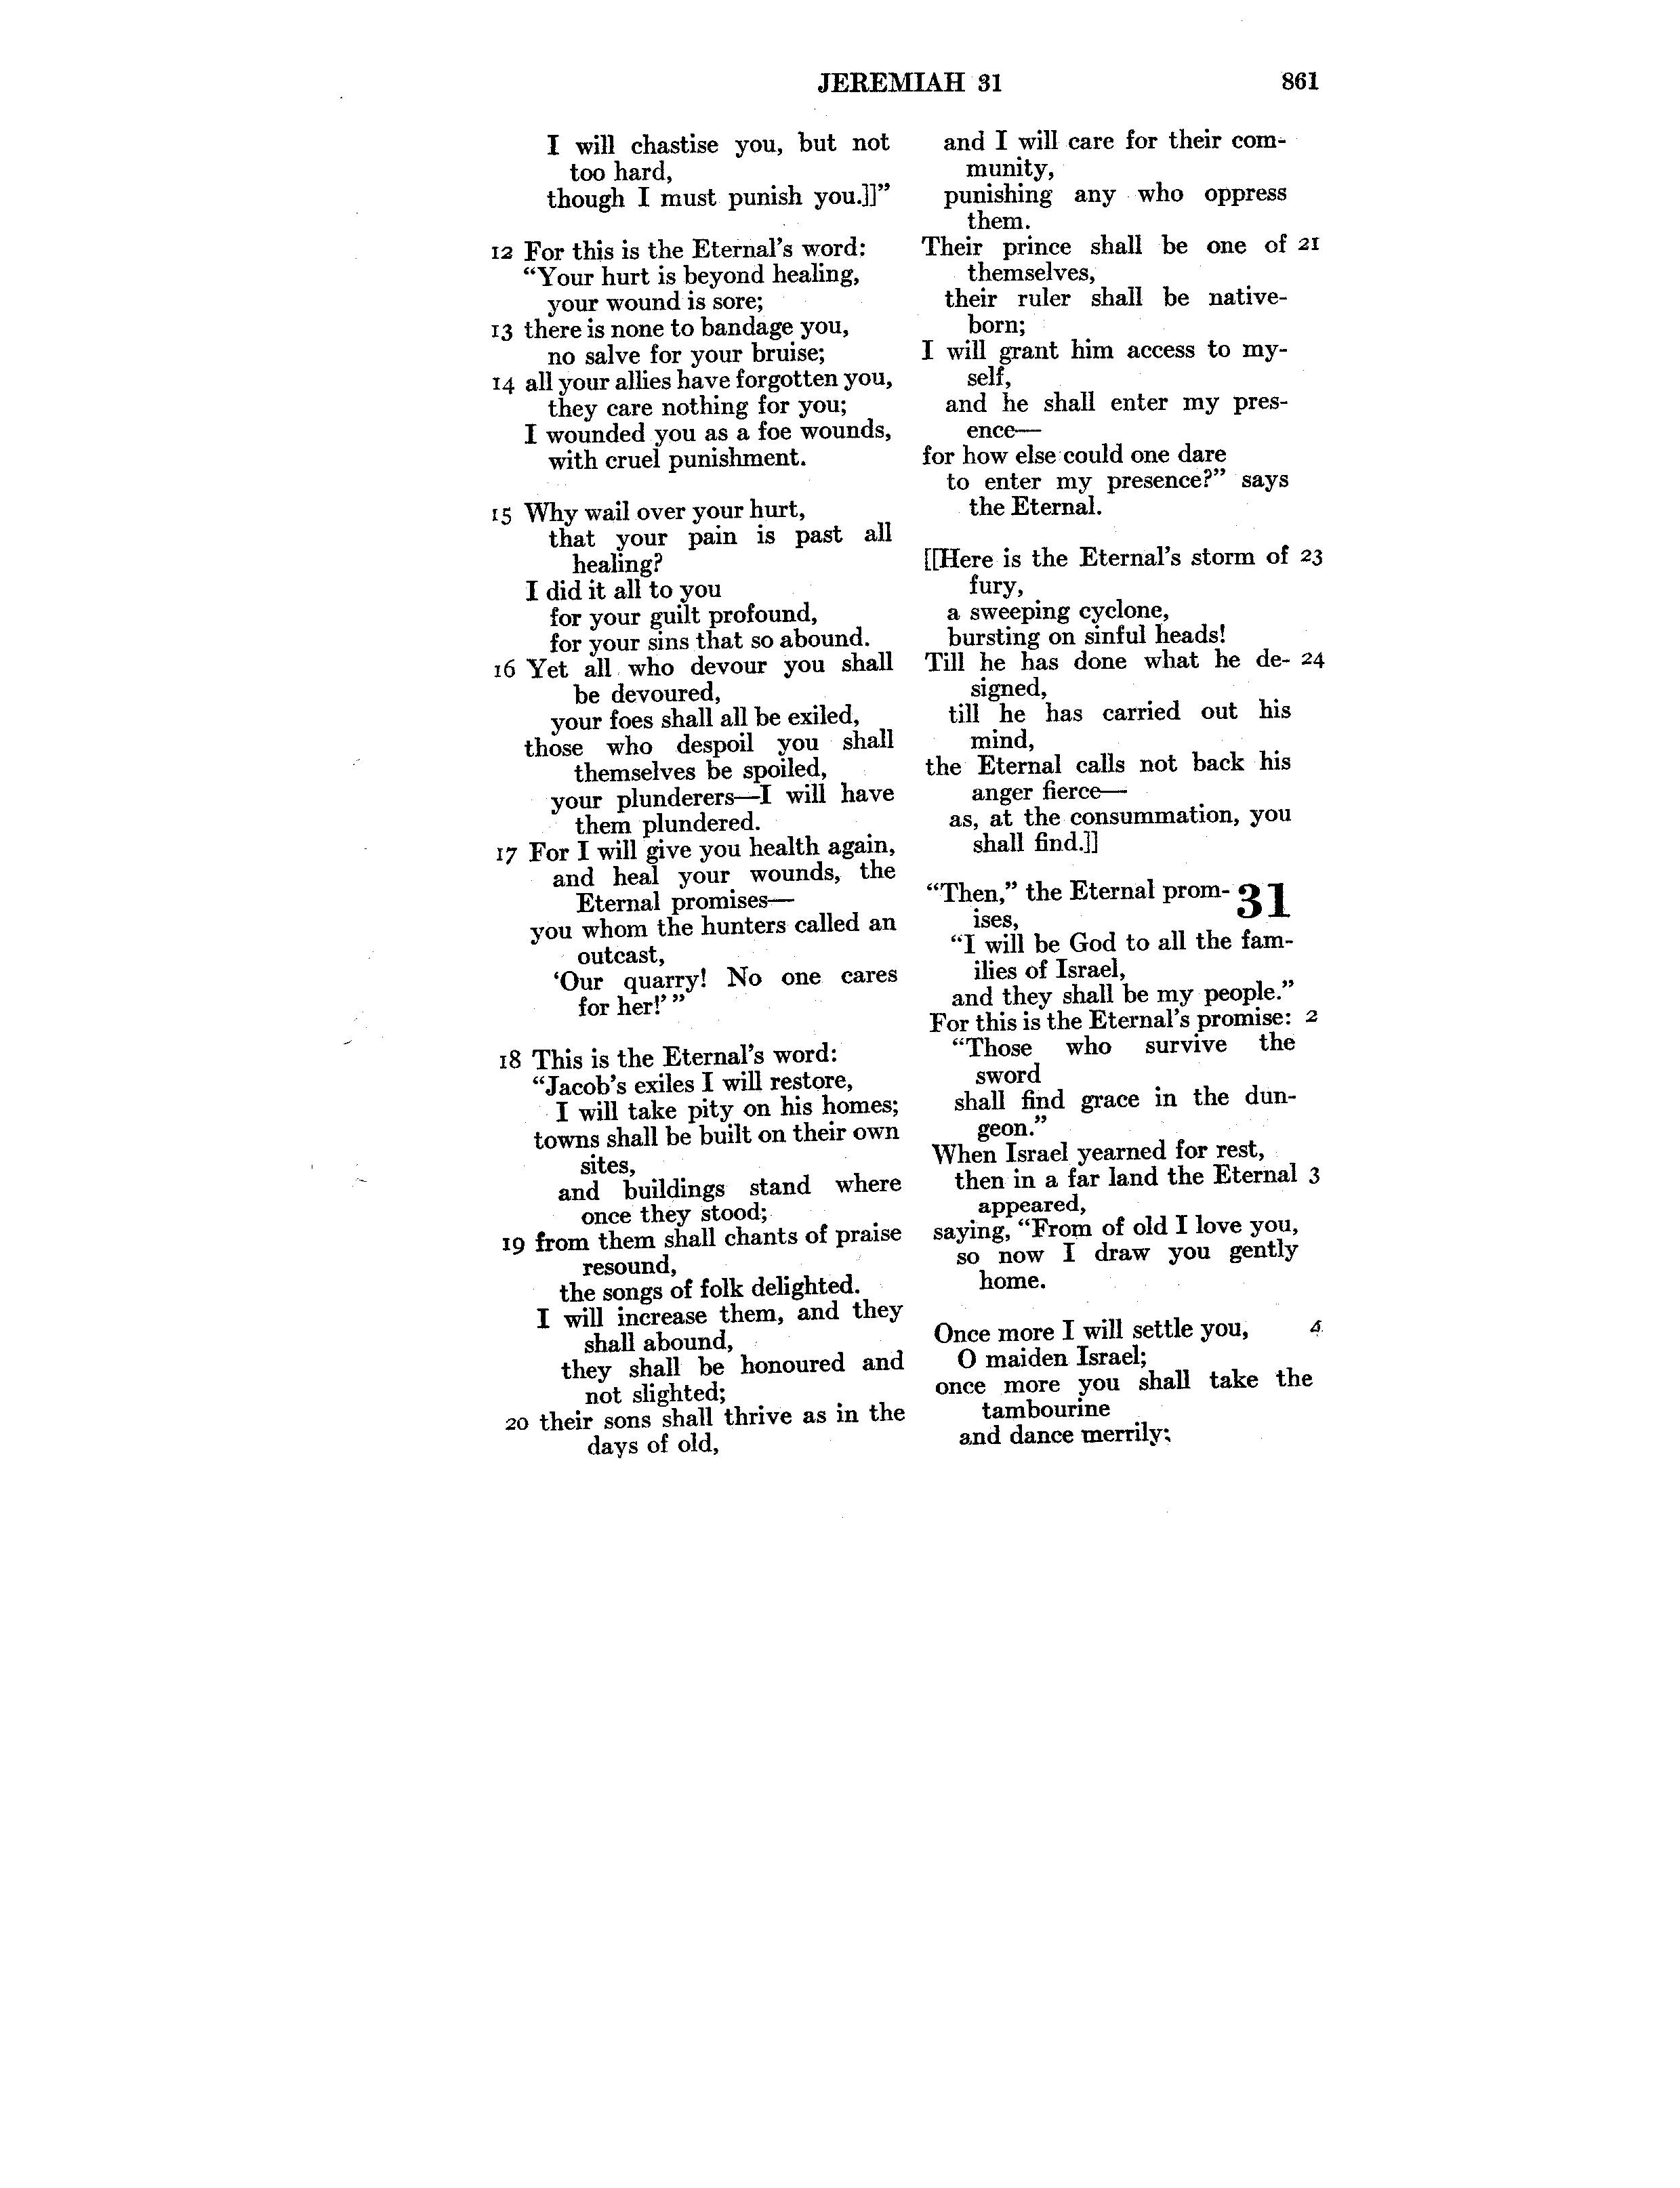 JEREMIAH 31 861
I will chastise you, but not
too hard,
though I must punish you.]]”
12 For this is the Eternal’s word:
“Your hurt is beyond healing,
your wound is sore;
13 there is none to bandage you,
no salve for your bruise;
14 all your allies have forgotten you,
they care nothing for you;
I wounded you as a foe wounds,
with cruel punishment.
15 Why wail over your hurt,
that your pain is past all
healing?
I did it all to you
for your guilt profound,
for your sins that so abound.
16 Yet all who devour you shall
be devoured,
your foes shall all be exiled,
those who despoil you shall
themselves be spoiled,
your plunderers—I will have
them plundered.
17 For I will give you health again,
and heal your wounds, the
Eternal promises—
you whom the hunters called an
outcast,
‘Our quarry! No one cares
for her!’ ”
18 This is the Eternal’s word:
“Jacob’s exiles I will restore,
I will take pity on his homes;
towns shall be built on their own
sites,
and buildings stand where
once they stood;
19 from them shall chants of praise
resound,
the songs of folk delighted.
I will increase them, and they
shall abound,
they shall be honoured and
not slighted;
20 their sons shall thrive as in the
days of old,
and I will care for their com-
munity,
punishing any who oppress
them.
Their prince shall be one of 21
themselves,
their ruler shall be native-
born;
I will grant him access to my-
self,
and he shall enter my pres-
ence—
for how else could one dare
to enter my presence?” says
the Eternal.
[[Here is the Eternal’s storm of 23
fury,
a sweeping cyclone,
bursting on sinful heads!
Till he has done what he de- 24
signed,
till he has carried out his
mind,
the Eternal calls not back his
anger fierce—
as, at the consummation, you
shall find.]]
“Then,” the Eternal prom- 31
ises,
“I will be God to all the fam-
ilies of Israel,
and they shall be my people.”
For this is the Eternal’s promise: 2
“Those who survive the
sword
shall find grace in the dun-
geon.”
When Israel yearned for rest,
then in a far land the Eternal 3
appeared,
saying, “From of old I love you,
so now I draw you gently
home.
Once more I will settle you, 4
O maiden Israel;
once more you shall take the
tambourine
and dance merrily;